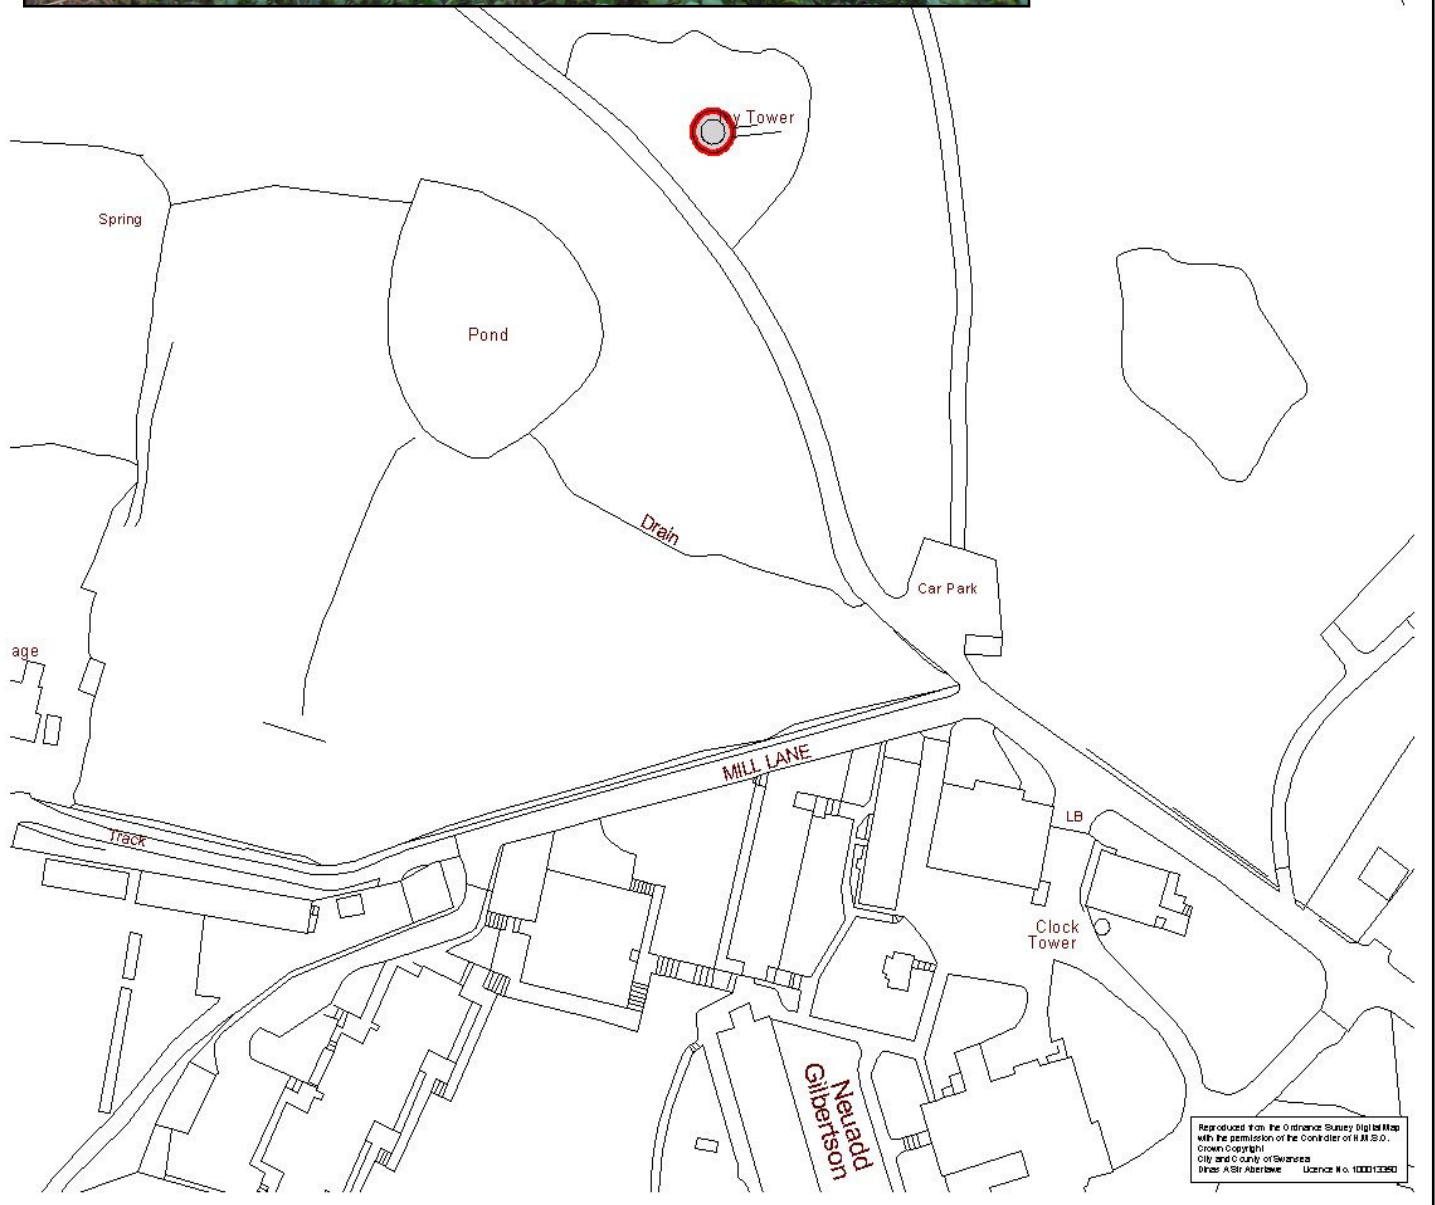 Tower
Spring
Pond
Drain
Car Park
age
MILL LANE
LB
Track
Clock
Tower
Neuadd
Gilbertson
Reproduced from the Ordnance Survey Digital Map
with the permission of the Controller of H.M.S.O.
Crown Copyright
City and County of Swansea
Dinas A Sir Abertawe Licence No. 100013390